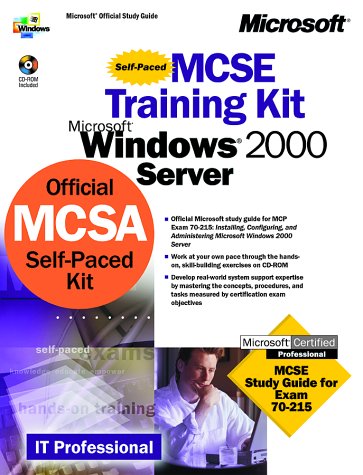 Microsoft® Official Study Guide
Microsoft
Windows
CD-ROM
Included
Self-Paced
MCSE
Training Kit
Microsoft®
Windows® 2000
Server
Official
MCSA
Self-Paced
Kit
Official Microsoft study guide for MCP
Exam 70-215: Installing, Configuring, and
Administering Microsoft Windows 2000
Server
Work at your own pace through the hands-
on, skill-building exercises on CD-ROM
Develop real-world system support expertise
by mastering the concepts, procedures, and
tasks measured by certification exam
objectives
Microsoft Certified
Professional
MCSE
Study Guide for
Exam
70-215
self-paced
exams
knowledge educates empower
hands-on training
IT Professional